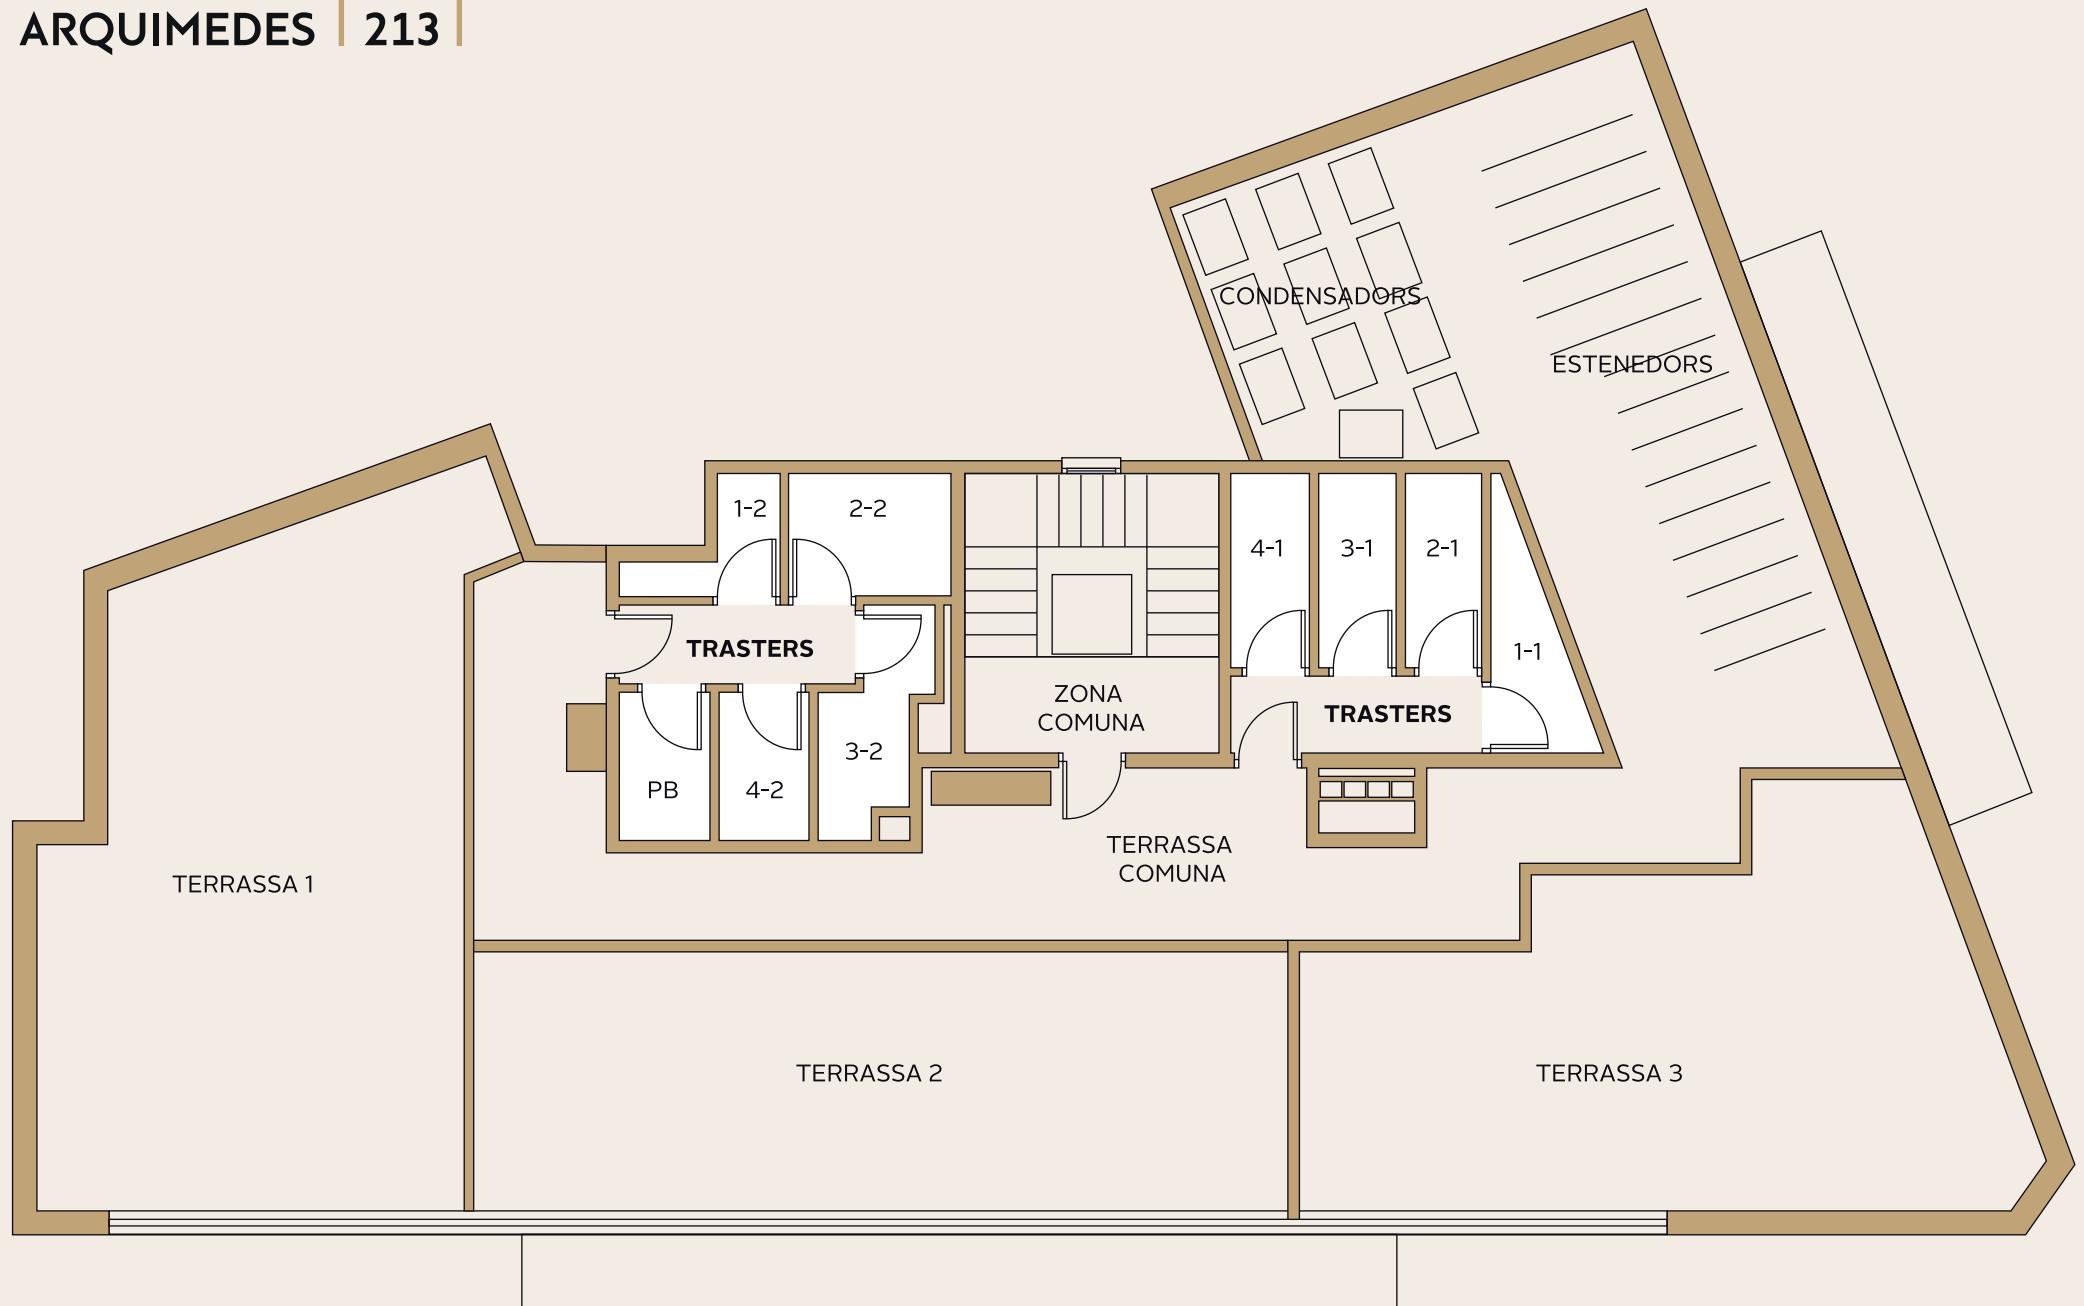 ARQUIMEDES | 213 |
CONDENSADORS
ESTENEDORS
1-2
2-2
4-1
3-1
2-1
1-1
TRASTERS
ZONA
COMUNA
TRASTERS
3-2
PB
4-2
TERRASSA
COMUNA
TERRASSA 1
TERRASSA 2
TERRASSA 3